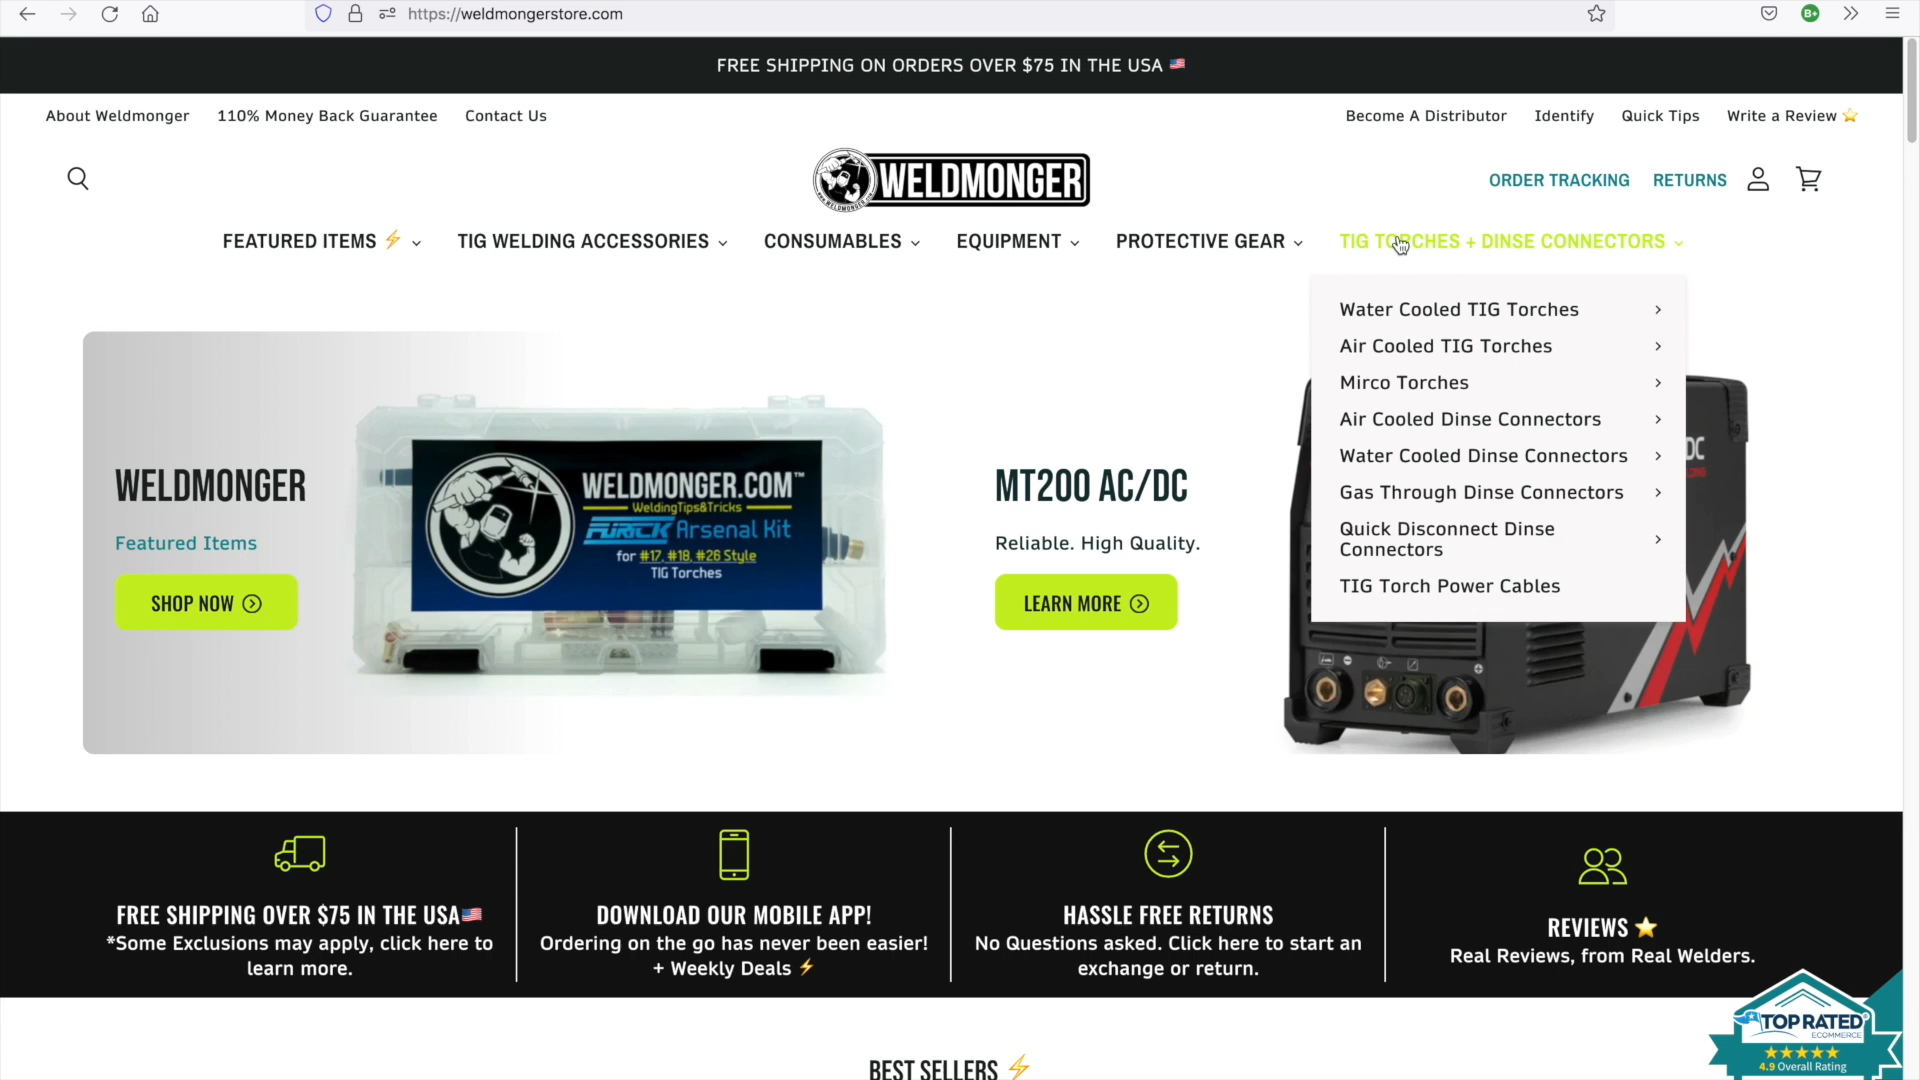 https://weldmongerstore.com
B+
FREE SHIPPING ON ORDERS OVER $75 IN THE USA 🇺🇸
About Weldmonger
110% Money Back Guarantee
Contact Us
Become A Distributor
Identify
Quick Tips
Write a Review ⭐
WELDMONGER
ORDER TRACKING
RETURNS
FEATURED ITEMS ⚡
TIG WELDING ACCESSORIES
CONSUMABLES
EQUIPMENT
PROTECTIVE GEAR
TIG TORCHES + DINSE CONNECTORS
Water Cooled TIG Torches
Air Cooled TIG Torches
Mirco Torches
Air Cooled Dinse Connectors
Water Cooled Dinse Connectors
Gas Through Dinse Connectors
Quick Disconnect Dinse
Connectors
TIG Torch Power Cables
WELDMONGER
Featured Items
SHOP NOW
WELDMONGER.COM™
WeldingTips&Tricks
FURICK Arsenal Kit
for #17, #18, #26 Style
TIG Torches
MT200 AC/DC
Reliable. High Quality.
LEARN MORE
DC
FREE SHIPPING OVER $75 IN THE USA🇺🇸
*Some Exclusions may apply, click here to
learn more.
DOWNLOAD OUR MOBILE APP!
Ordering on the go has never been easier!
+ Weekly Deals ⚡
HASSLE FREE RETURNS
No Questions asked. Click here to start an
exchange or return.
REVIEWS ⭐
Real Reviews, from Real Welders.
TOP RATED
ECOMMERCE
4.9 Overall Rating
BEST SELLERS ⚡